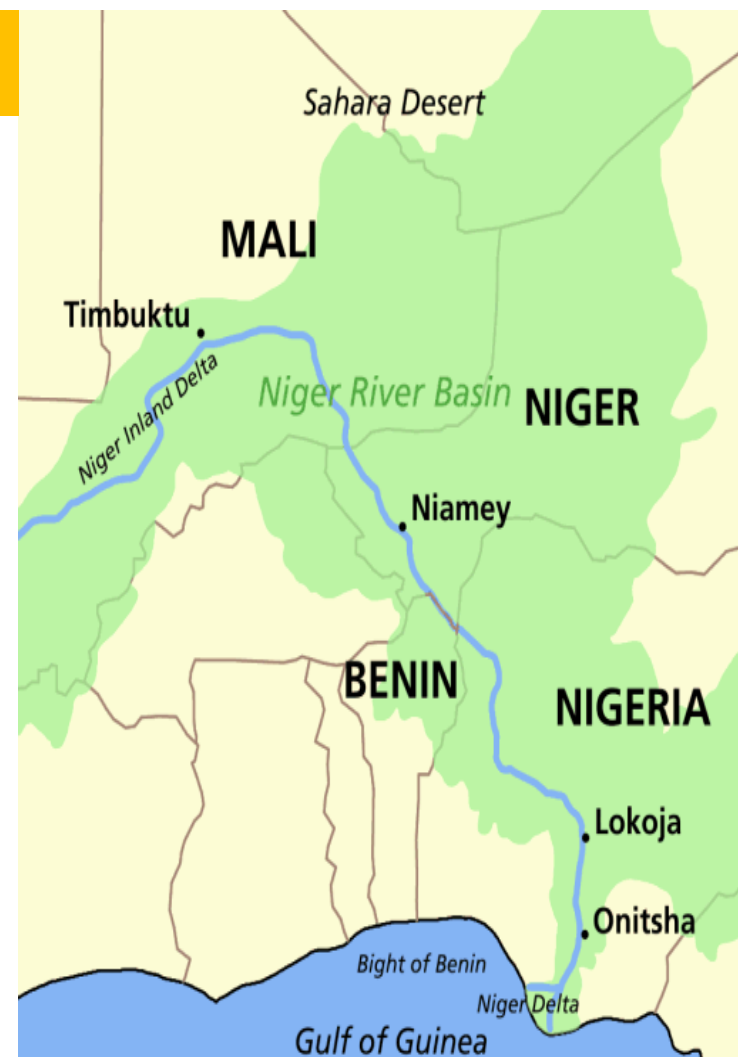 Sahara Desert
MALI
Timbuktu
Niger Inland Delta
Niger River Basin
NIGER
Niamey
BENIN
NIGERIA
Lokoja
Onitsha
Bight of Benin
Niger Delta
Gulf of Guinea